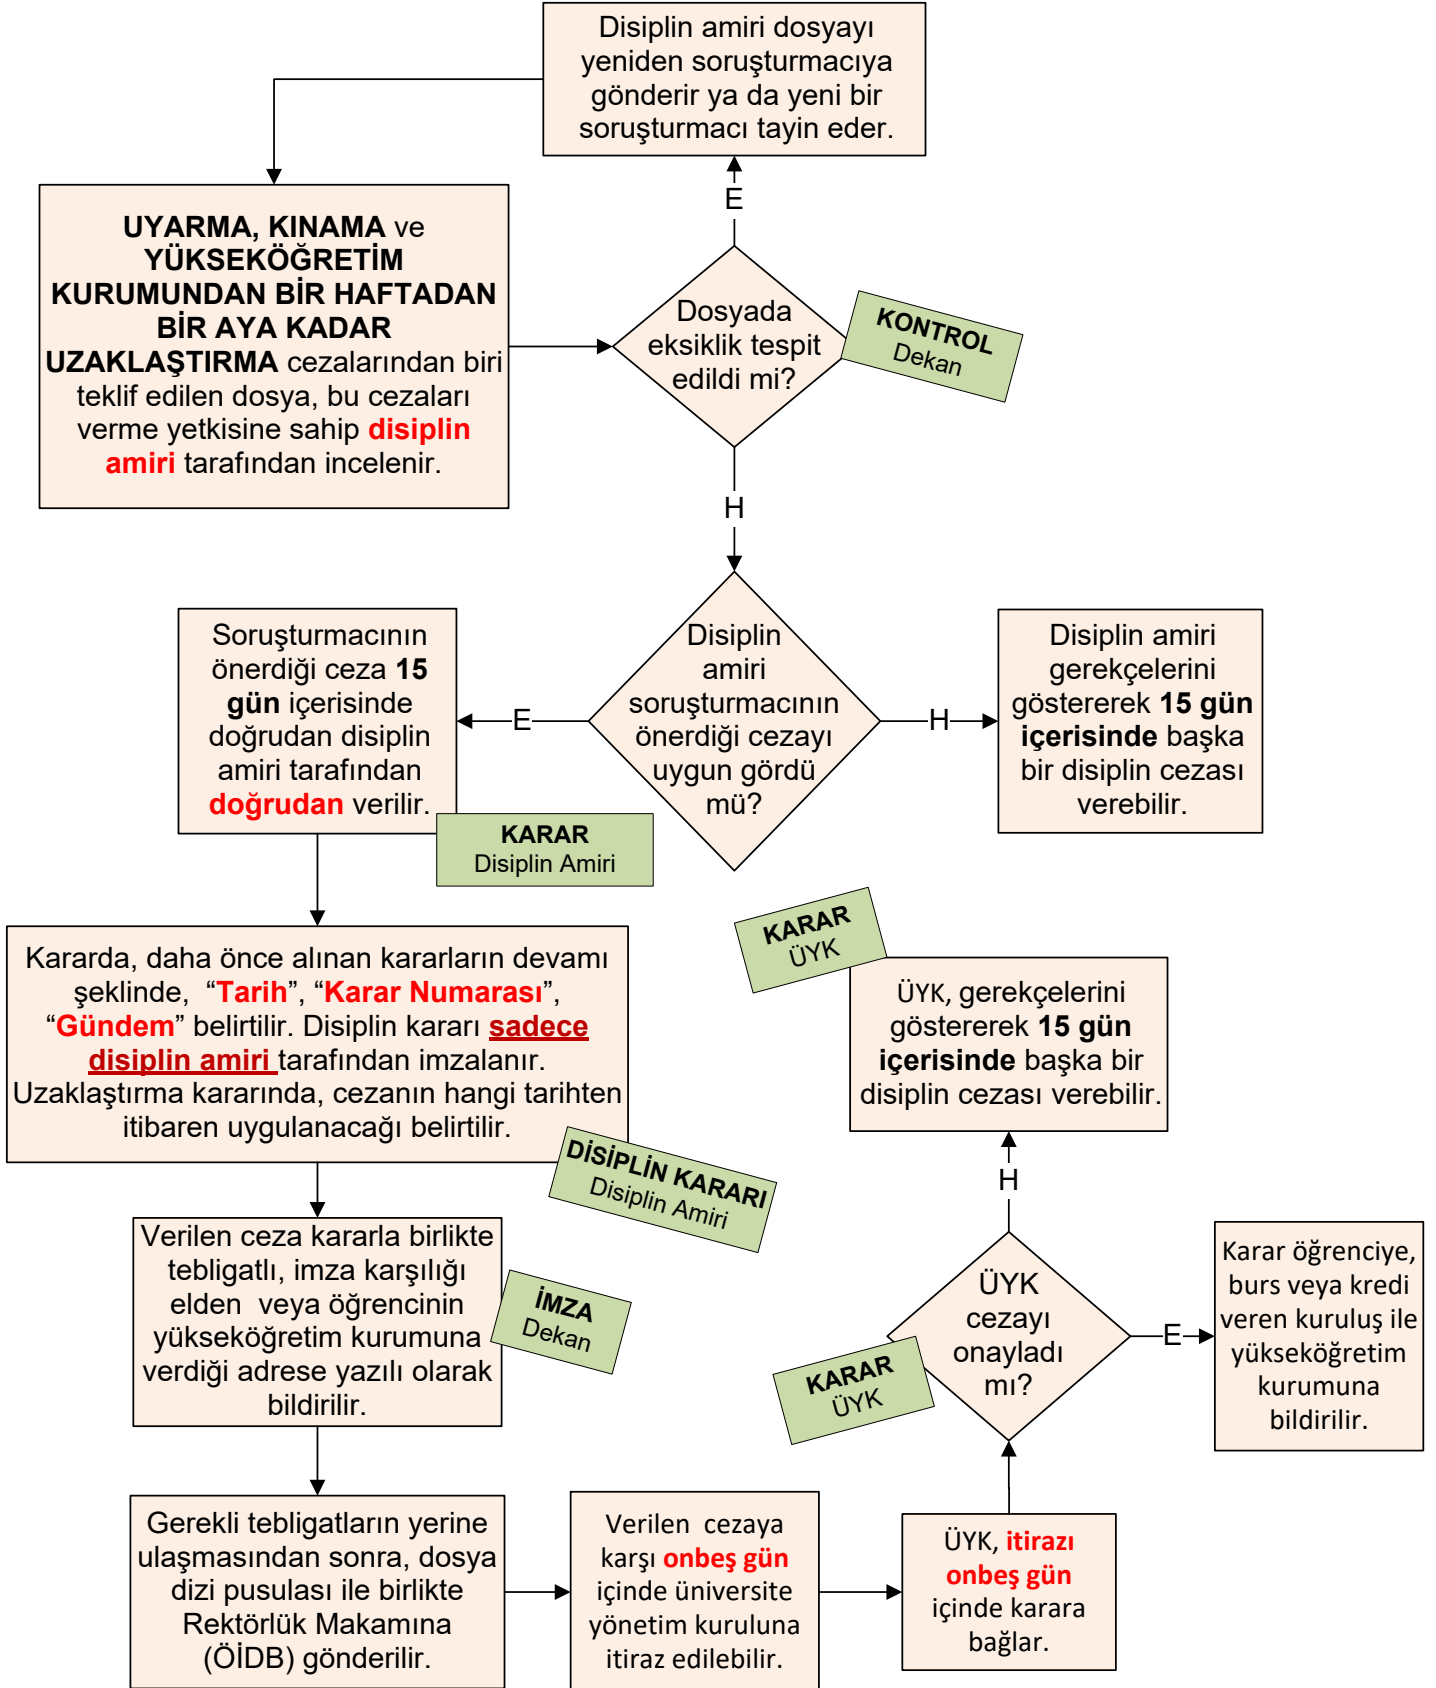 Disiplin amiri dosyayı
yeniden soruşturmacıya
gönderir ya da yeni bir
soruşturmacı tayin eder.
E
UYARMA, KINAMA ve
YÜKSEKÖĞRETİM
KURUMUNDAN BİR HAFTADAN
BİR AYA KADAR
UZAKLAŞTIRMA cezalarından biri
teklif edilen dosya, bu cezaları
verme yetkisine sahip disiplin
amiri tarafından incelenir.
Dosyada
eksiklik tespit
edildi mi?
KONTROL
Dekan
H
Disiplin
amiri
soruşturmacının
önerdiği cezayı
uygun gördü
mü?
E
Soruşturmacının
önerdiği ceza 15
gün içerisinde
doğrudan disiplin
amiri tarafından
doğrudan verilir.
KARAR
Disiplin Amiri
H
Disiplin amiri
gerekçelerini
göstererek 15 gün
içerisinde başka
bir disiplin cezası
verebilir.
Kararda, daha önce alınan kararların devamı
şeklinde, “Tarih”, “Karar Numarası”,
“Gündem” belirtilir. Disiplin kararı sadece
disiplin amiri tarafından imzalanır.
Uzaklaştırma kararında, cezanın hangi tarihten
itibaren uygulanacağı belirtilir.
DİSİPLİN KARARI
Disiplin Amiri
Verilen ceza kararla birlikte
tebligatlı, imza karşılığı
elden veya öğrencinin
yükseköğretim kurumuna
verdiği adrese yazılı olarak
bildirilir.
İMZA
Dekan
Gerekli tebligatların yerine
ulaşmasından sonra, dosya
dizi pusulası ile birlikte
Rektörlük Makamına
(ÖİDB) gönderilir.
Verilen cezaya
karşı onbeş gün
içinde üniversite
yönetim kuruluna
itiraz edilebilir.
ÜYK, itirazı
onbeş gün
içinde karara
bağlar.
ÜYK
cezayı
onayladı
mı?
KARAR
ÜYK
H
KARAR
ÜYK
ÜYK, gerekçelerini
göstererek 15 gün
içerisinde başka bir
disiplin cezası verebilir.
E
Karar öğrenciye,
burs veya kredi
veren kuruluş ile
yükseköğretim
kurumuna
bildirilir.